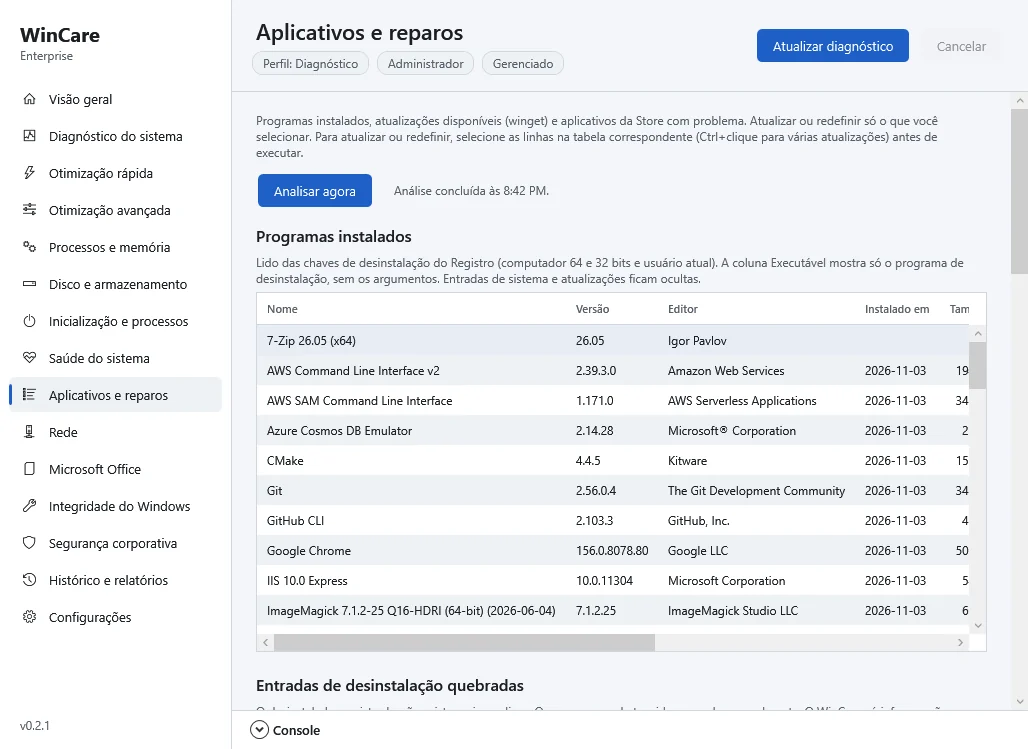 WinCare
Enterprise
Visão geral
Diagnóstico do sistema
Otimização rápida
Otimização avançada
Processos e memória
Disco e armazenamento
Inicialização e processos
Saúde do sistema
Aplicativos e reparos
Rede
Microsoft Office
Integridade do Windows
Segurança corporativa
Histórico e relatórios
Configurações
v0.2.1
Aplicativos e reparos
Perfil: Diagnóstico Administrador Gerenciado
Atualizar diagnóstico Cancelar
Programas instalados, atualizações disponíveis (winget) e aplicativos da Store com problema. Atualizar ou redefinir só o que você
selecionar. Para atualizar ou redefinir, selecione as linhas na tabela correspondente (Ctrl+clique para várias atualizações) antes de
executar.
Analisar agora Análise concluída às 8:42 PM.
Programas instalados
Lido das chaves de desinstalação do Registro (computador 64 e 32 bits e usuário atual). A coluna Executável mostra só o programa de
desinstalação, sem os argumentos. Entradas de sistema e atualizações ficam ocultas.
Nome Versão Editor Instalado em Tam
7-Zip 26.05 (x64) 26.05 Igor Pavlov
AWS Command Line Interface v2 2.39.3.0 Amazon Web Services 2026-11-03 19
AWS SAM Command Line Interface 1.171.0 AWS Serverless Applications 2026-11-03 34
Azure Cosmos DB Emulator 2.14.28 Microsoft® Corporation 2026-11-03 2
CMake 4.4.5 Kitware 2026-11-03 15
Git 2.56.0.4 The Git Development Community 2026-11-03 34
GitHub CLI 2.103.3 GitHub, Inc. 2026-11-03 4
Google Chrome 156.0.8078.80 Google LLC 2026-11-03 50
IIS 10.0 Express 10.0.11304 Microsoft Corporation 2026-11-03 5
ImageMagick 7.1.2-25 Q16-HDRI (64-bit) (2026-06-04) 7.1.2.25 ImageMagick Studio LLC 2026-11-03 6
Entradas de desinstalação quebradas
Console